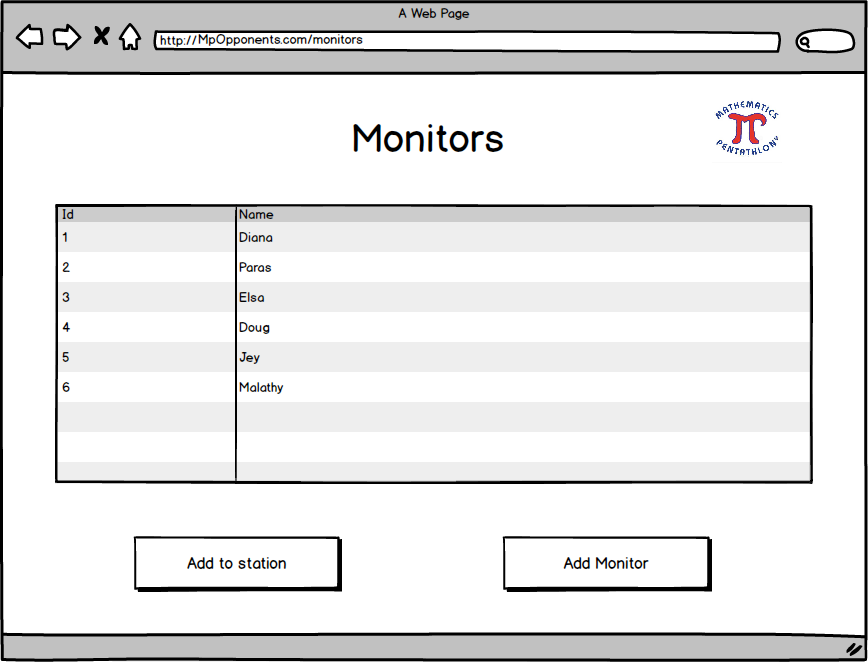 A Web Page
http://MpOpponents.com/monitors
MATHEMATICS
PENTATHLON
Monitors
Id Name
1 Diana
2 Paras
3 Elsa
4 Doug
5 Jey
6 Malathy
Add to station
Add Monitor